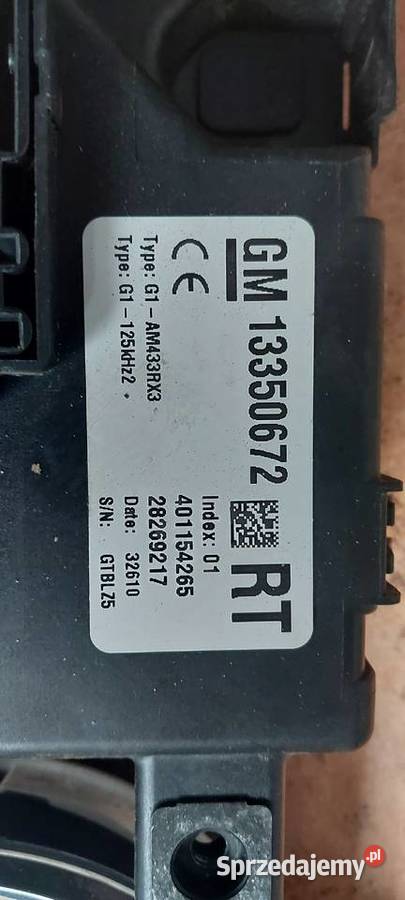 GM 13350672 RT
Index: 01
401154265
28269217
CE
Type: G1-AM433RX3
Date: 32610
Type: G1-125kHz2
S/N: GTBLZ5
Sprzedajemy.pl